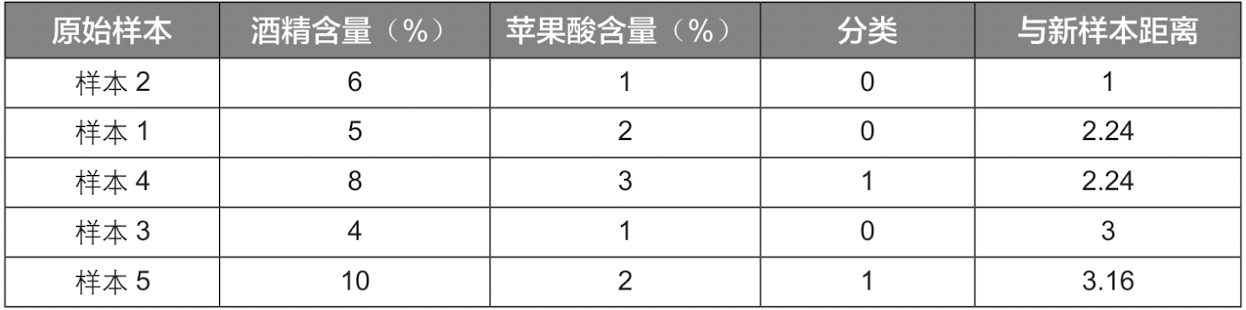 原始样本 酒精含量（%） 苹果酸含量（%） 分类 与新样本距离
样本 2 6 1 0 1
样本 1 5 2 0 2.24
样本 4 8 3 1 2.24
样本 3 4 1 0 3
样本 5 10 2 1 3.16